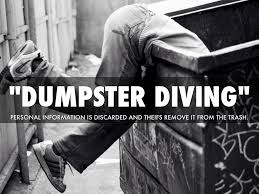 "DUMPSTER DIVING"
PERSONAL INFORMATION IS DISCARDED AND THEIFS REMOVE IT FROM THE TRASH